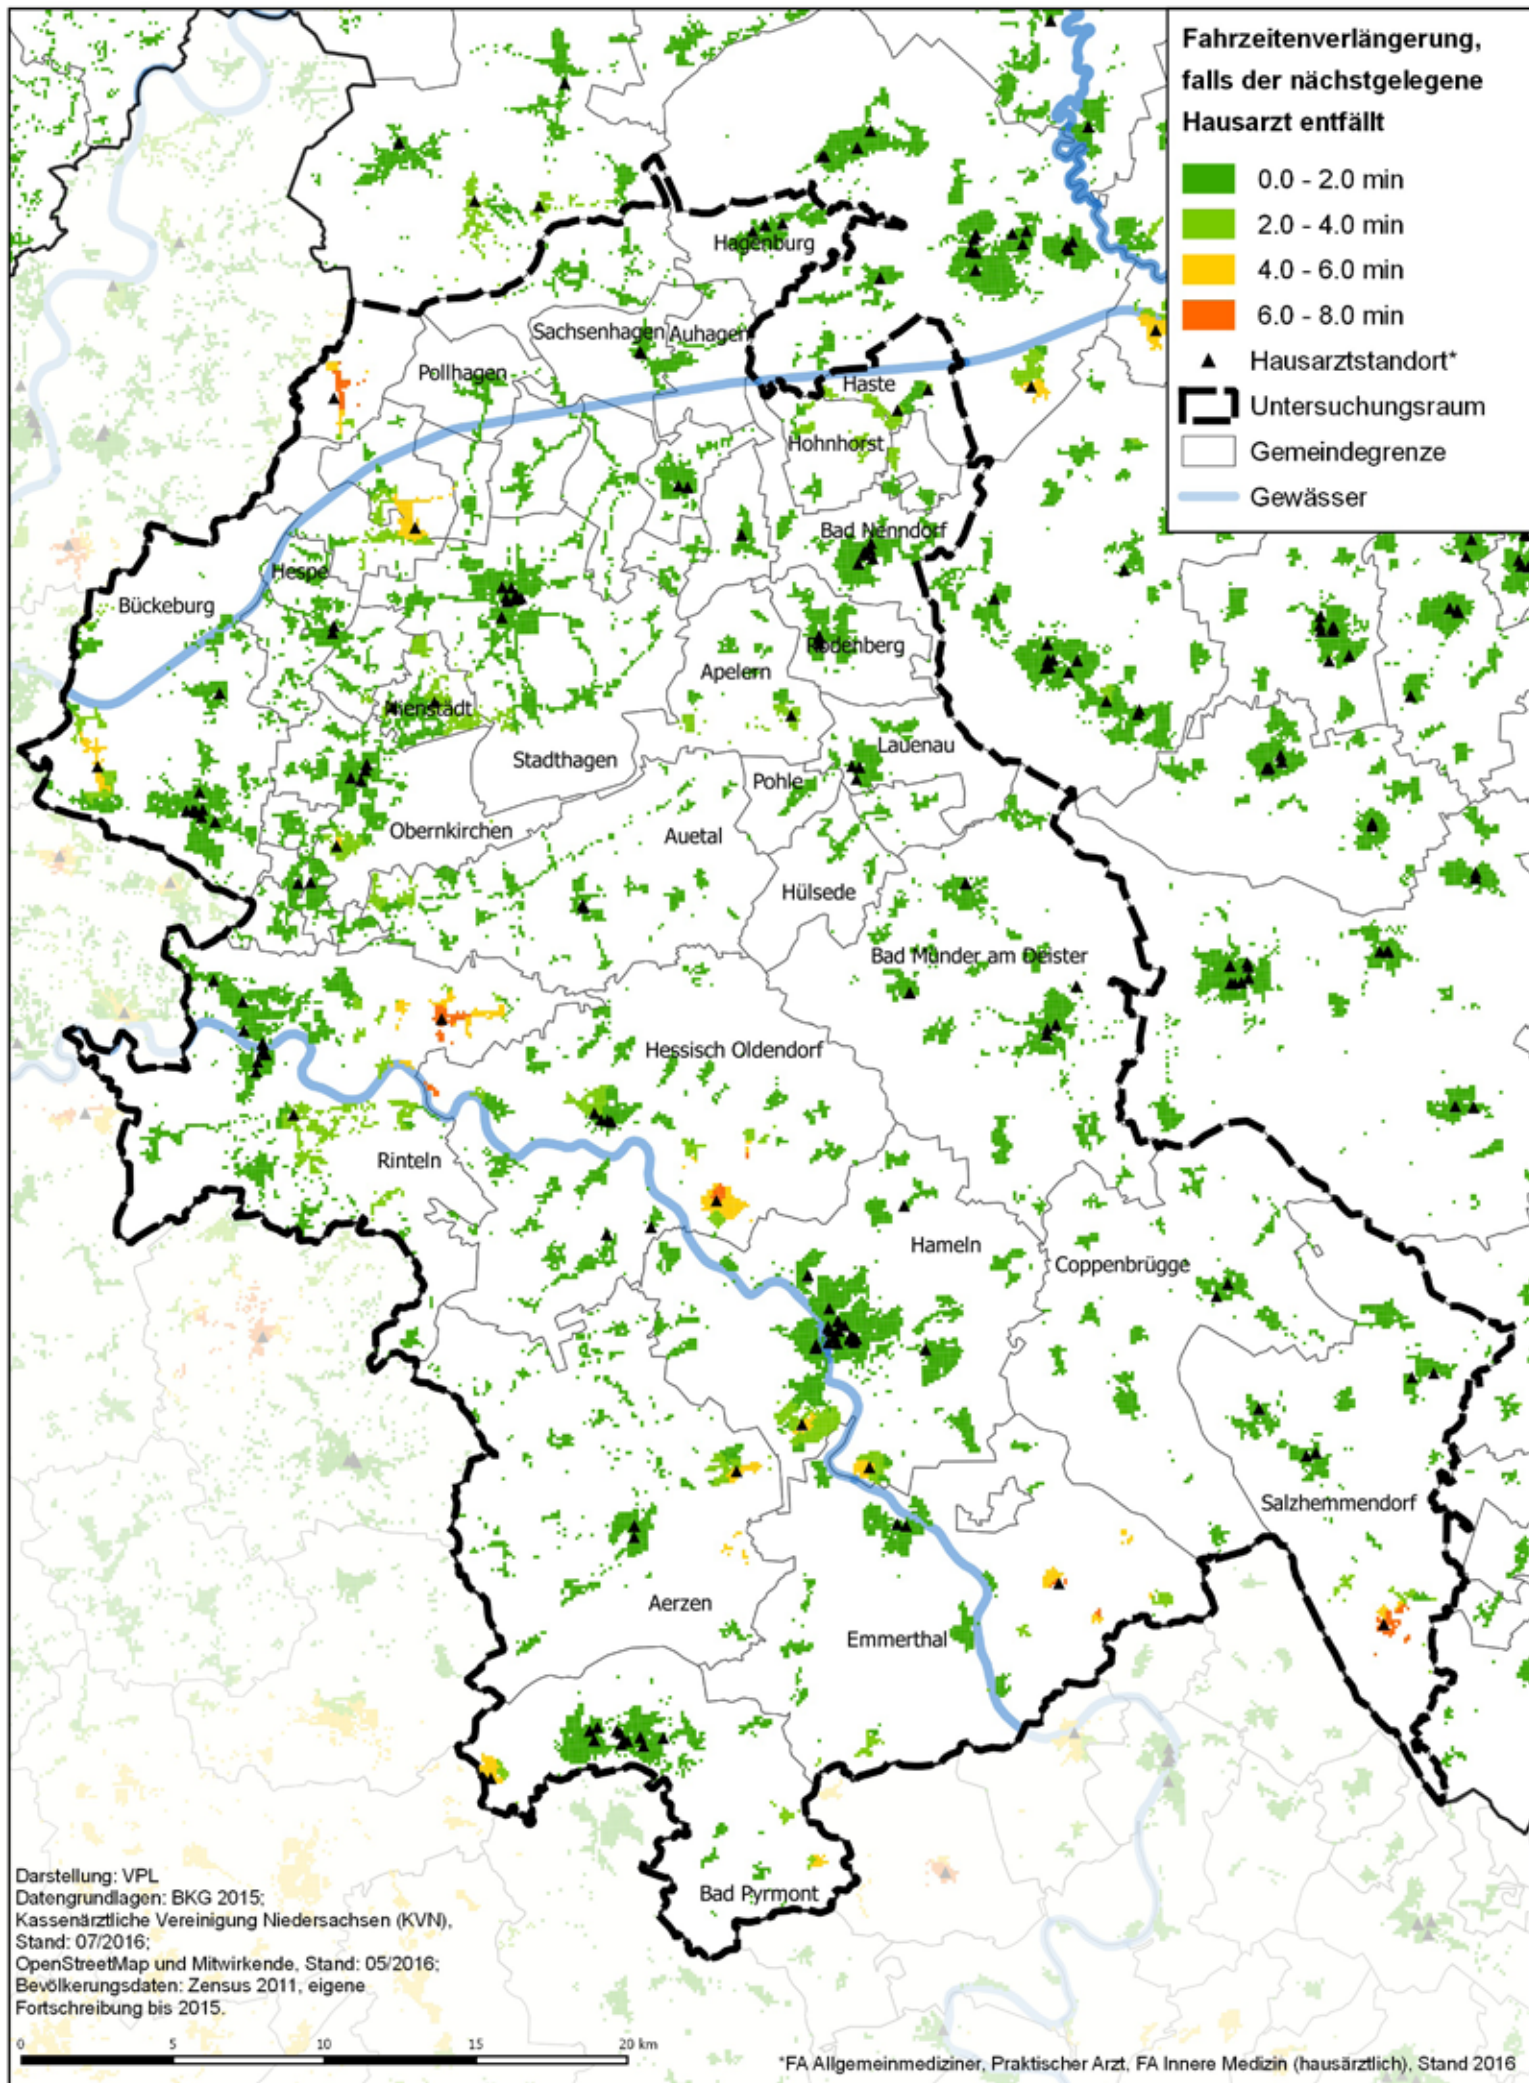 Fahrzeitenverlängerung,
falls der nächstgelegene
Hausarzt entfällt
0.0 - 2.0 min
2.0 - 4.0 min
4.0 - 6.0 min
6.0 - 8.0 min
Hausarztstandort*
Untersuchungsraum
Gemeindegrenze
Gewässer
Hagenburg
Sachsenhagen Auhagen
Pollhagen
Haste
Hohnhorst
Bad Nenndorf
Hespe
Bückeburg
Rodenberg
Apelern
Nienstädt
Lauenau
Stadthagen
Pohle
Obernkirchen
Auetal
Hülsede
Bad Münder am Deister
Hessisch Oldendorf
Rinteln
Hameln
Coppenbrügge
Salzhemmendorf
Aerzen
Emmerthal
Bad Pyrmont
Darstellung: VPL
Datengrundlagen: BKG 2015;
Kassenärztliche Vereinigung Niedersachsen (KVN),
Stand: 07/2016;
OpenStreetMap und Mitwirkende, Stand: 05/2016;
Bevölkerungsdaten: Zensus 2011, eigene
Fortschreibung bis 2015.
0 5 10 15 20 km
*FA Allgemeinmediziner, Praktischer Arzt, FA Innere Medizin (hausärztlich), Stand 2016